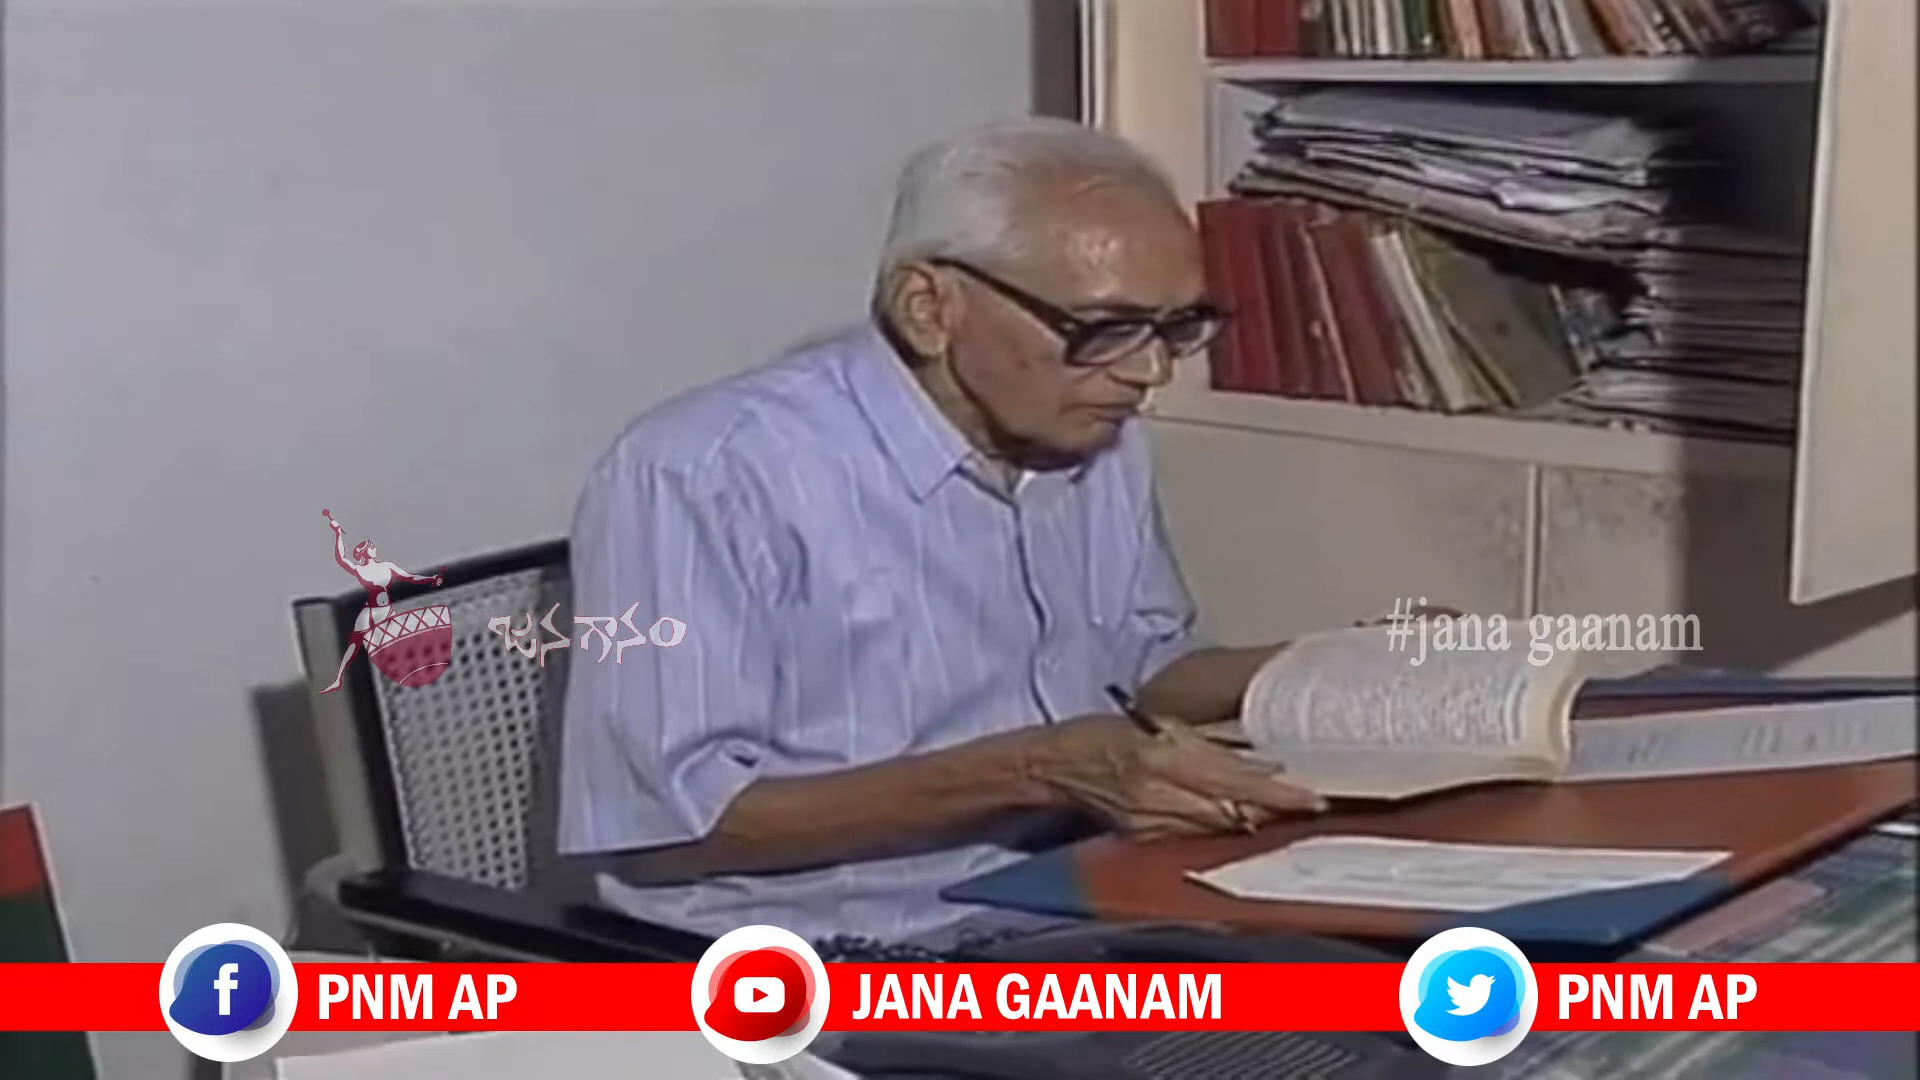 జనగానం
#jana gaanam
PNM AP
JANA GAANAM
PNM AP